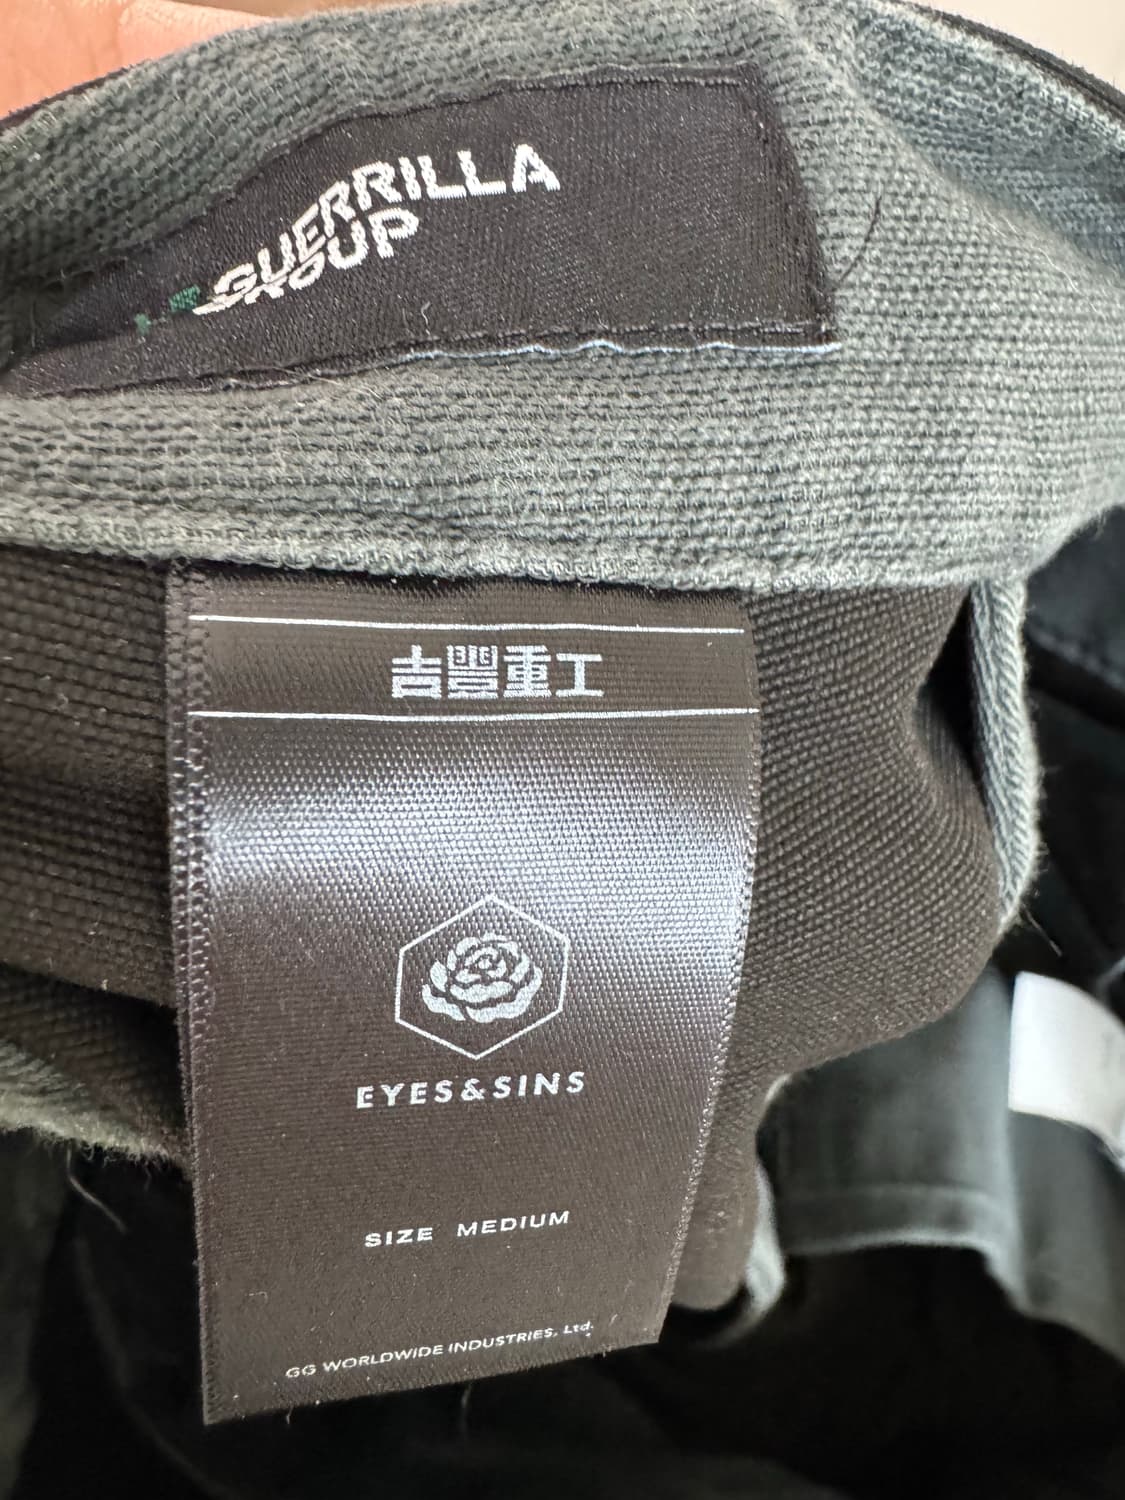 GUERRILLA
GROUP
吉豐重工
EYES&SINS
SIZE MEDIUM
GG WORLDWIDE INDUSTRIES, Ltd.